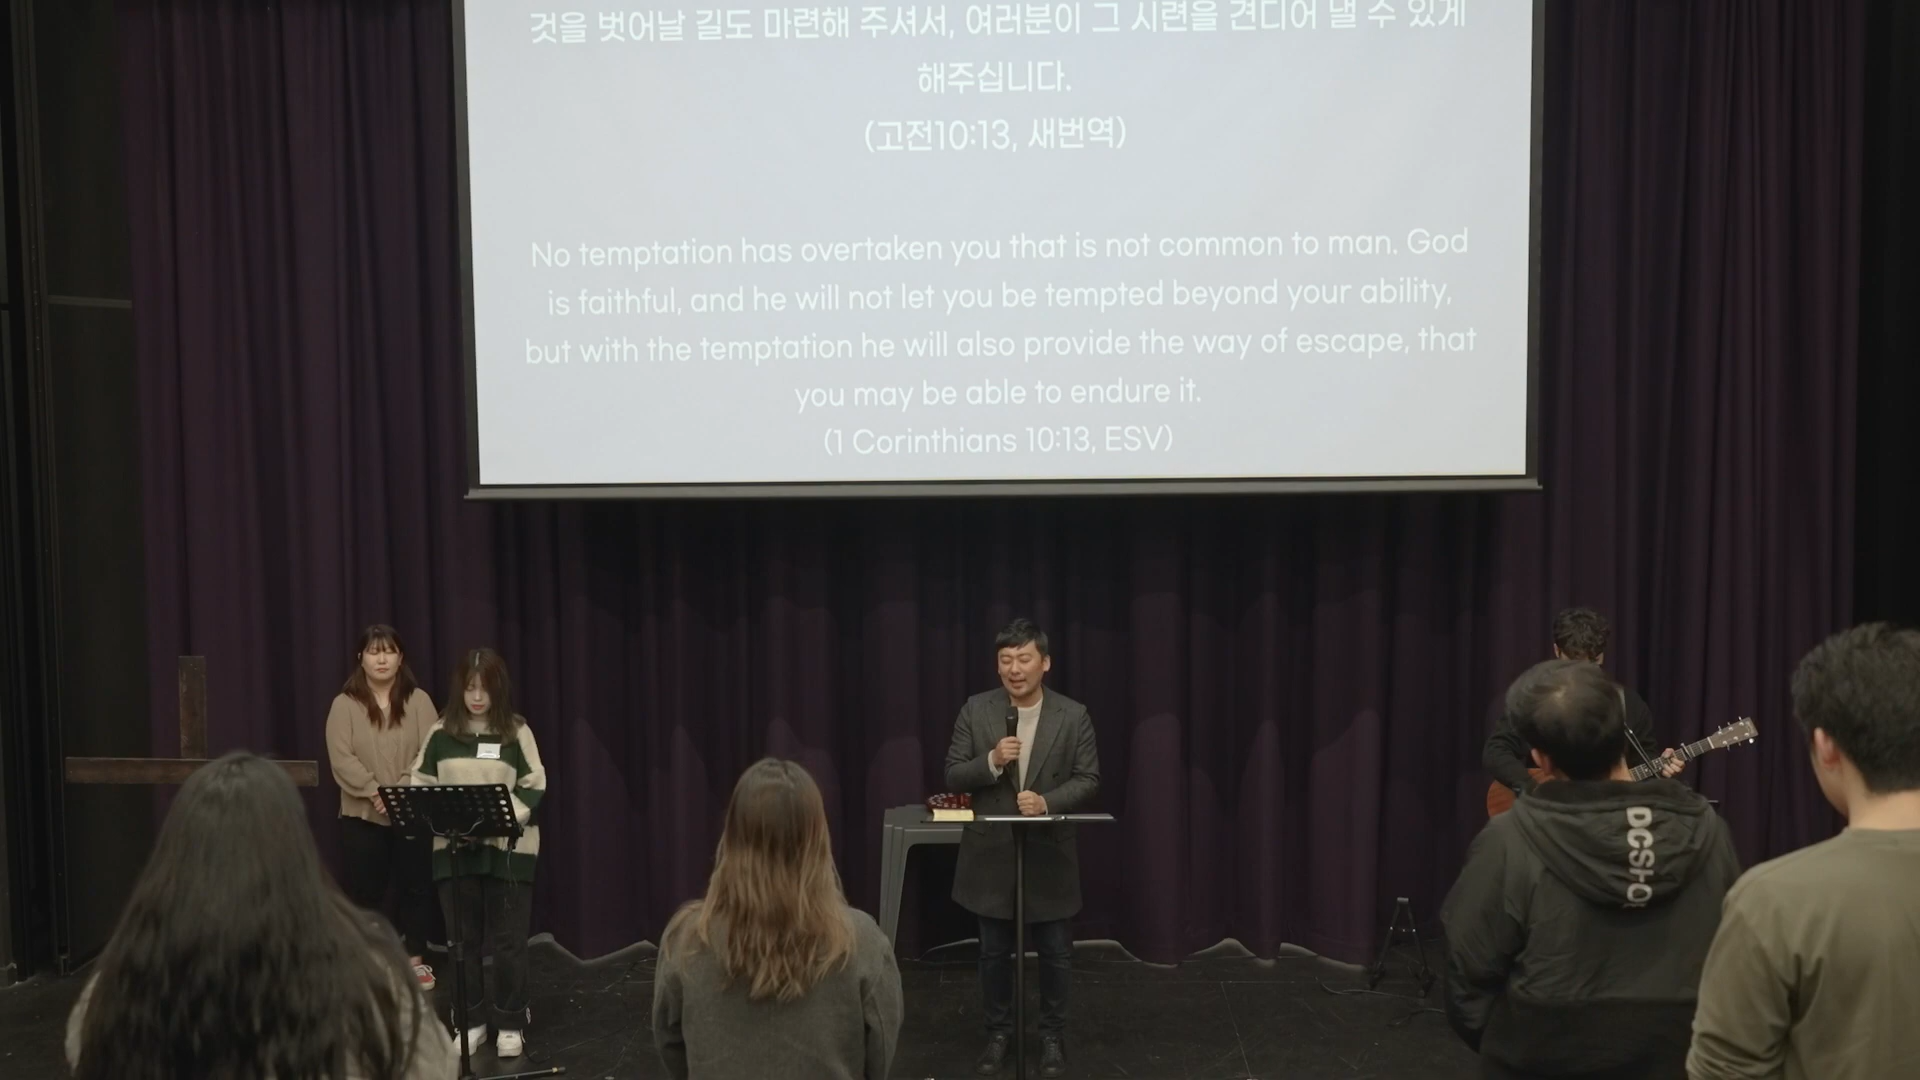 것을 벗어날 길도 마련해 주셔서, 여러분이 그 시련을 견디어 낼 수 있게
해주십니다.
(고전10:13, 새번역)
No temptation has overtaken you that is not common to man. God
is faithful, and he will not let you be tempted beyond your ability,
but with the temptation he will also provide the way of escape, that
you may be able to endure it.
(1 Corinthians 10:13, ESV)